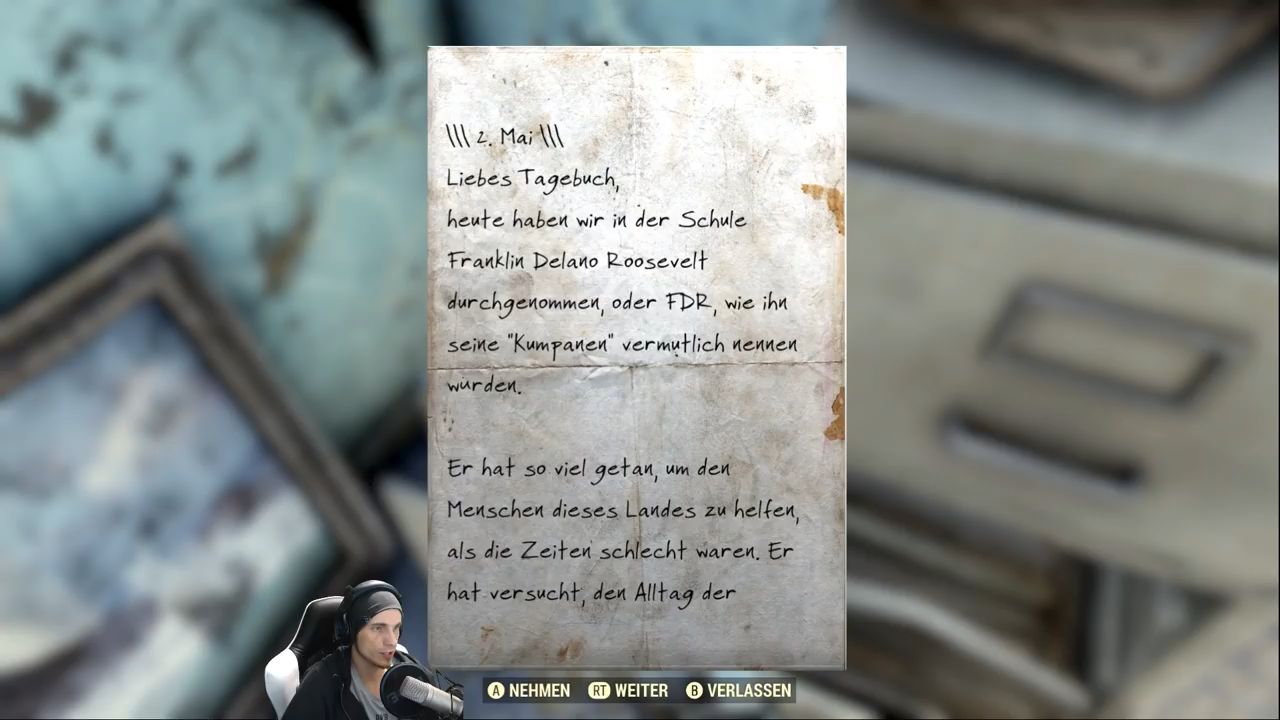 \\\ 2. Mai \\\
Liebes Tagebuch,
heute haben wir in der Schule
Franklin Delano Roosevelt
durchgenommen, oder FDR, wie ihn
seine "Kumpanen" vermutlich nennen
würden.
Er hat so viel getan, um den
Menschen dieses Landes zu helfen,
als die Zeiten schlecht waren. Er
hat versucht, den Alltag der
A NEHMEN RT WEITER B VERLASSEN